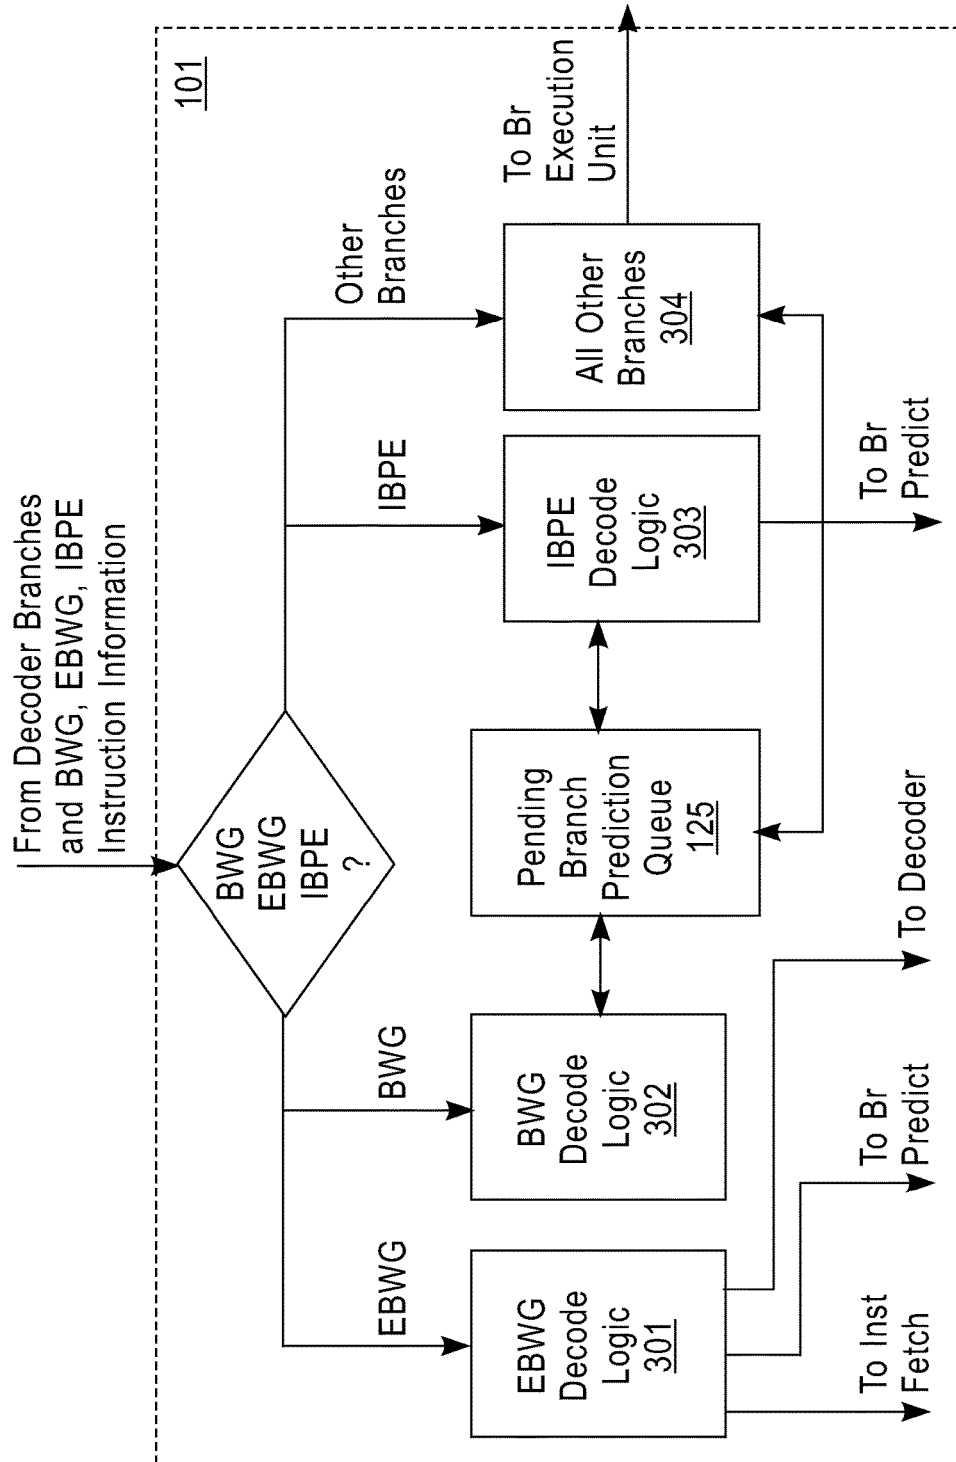 101
From Decoder Branches
and BWG, EBWG, IBPE
Instruction Information
BWG
EBWG
IBPE
?
EBWG
BWG
IBPE
Other
Branches
EBWG
Decode
Logic
301
BWG
Decode
Logic
302
Pending
Branch
Prediction
Queue
125
IBPE
Decode
Logic
303
All Other
Branches
304
To Br
Execution
Unit
To Inst
Fetch
To Br
Predict
To Decoder
To Br
Predict